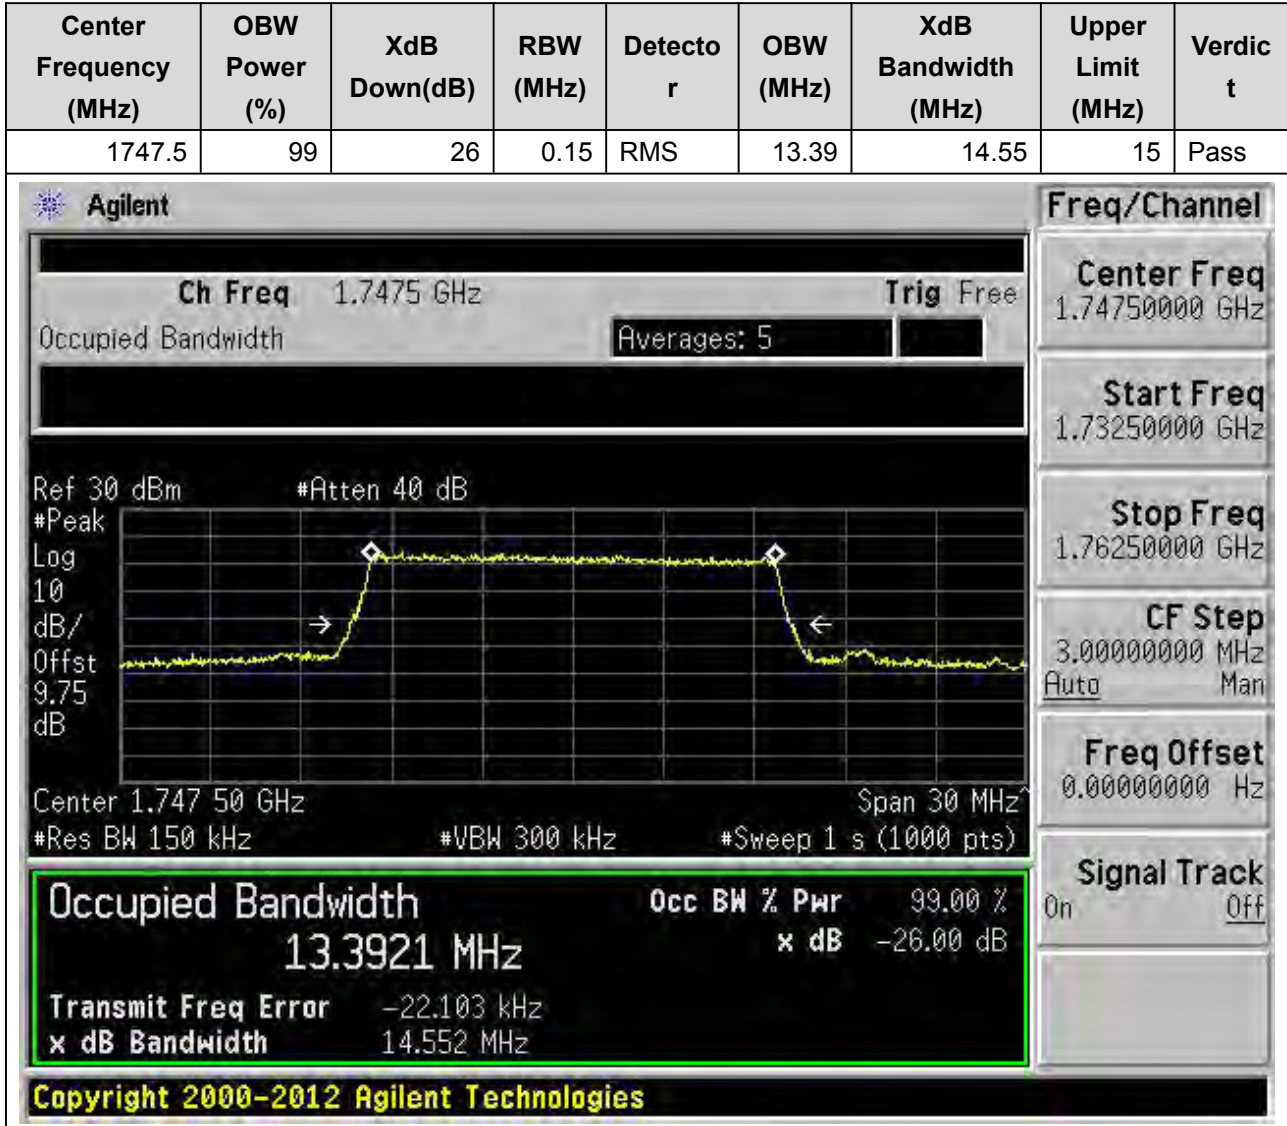 Center Frequency (MHz) OBW Power (%) XdB Down(dB) RBW (MHz) Detector OBW (MHz) XdB Bandwidth (MHz) Upper Limit (MHz) Verdict
1747.5 99 26 0.15 RMS 13.39 14.55 15 Pass
Agilent
Freq/Channel
Ch Freq 1.7475 GHz Trig Free
Occupied Bandwidth Averages: 5
Center Freq
1.74750000 GHz
Start Freq
1.73250000 GHz
Stop Freq
1.76250000 GHz
CF Step
3.00000000 MHz
Auto Man
Freq Offset
0.00000000 Hz
Signal Track
On Off
Ref 30 dBm #Atten 40 dB
#Peak
Log
10
dB/
Offst
9.75
dB
Center 1.747 50 GHz Span 30 MHz^
#Res BW 150 kHz #VBW 300 kHz #Sweep 1 s (1000 pts)
Occupied Bandwidth Occ BW % Pwr 99.00 %
13.3921 MHz x dB -26.00 dB
Transmit Freq Error -22.103 kHz
x dB Bandwidth 14.552 MHz
Copyright 2000-2012 Agilent Technologies